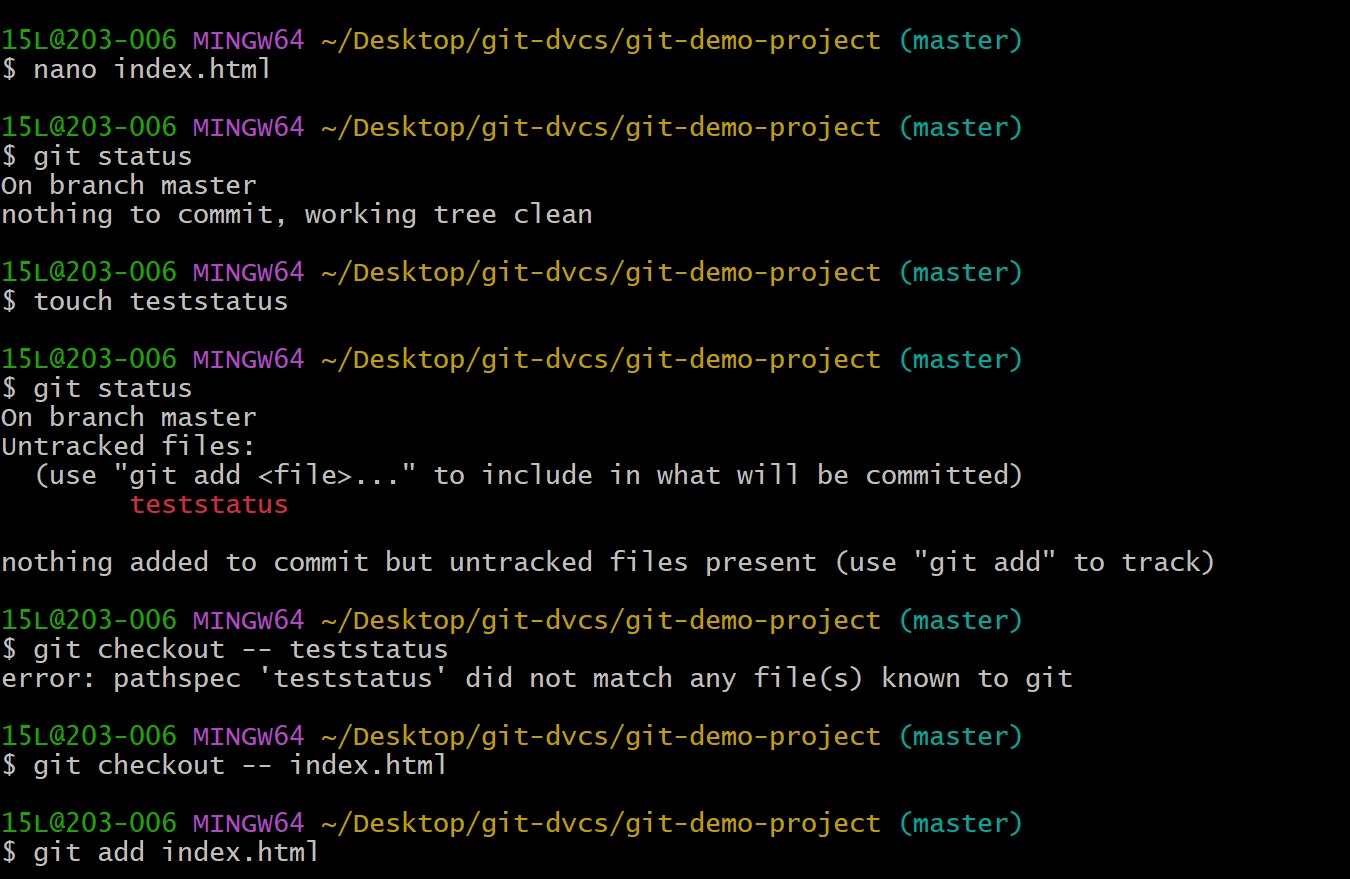 15L@203-006 MINGW64 ~/Desktop/git-dvcs/git-demo-project (master)
$ nano index.html
15L@203-006 MINGW64 ~/Desktop/git-dvcs/git-demo-project (master)
$ git status
On branch master
nothing to commit, working tree clean
15L@203-006 MINGW64 ~/Desktop/git-dvcs/git-demo-project (master)
$ touch teststatus
15L@203-006 MINGW64 ~/Desktop/git-dvcs/git-demo-project (master)
$ git status
On branch master
Untracked files:
  (use "git add <file>..." to include in what will be committed)
        teststatus
nothing added to commit but untracked files present (use "git add" to track)
15L@203-006 MINGW64 ~/Desktop/git-dvcs/git-demo-project (master)
$ git checkout -- teststatus
error: pathspec 'teststatus' did not match any file(s) known to git
15L@203-006 MINGW64 ~/Desktop/git-dvcs/git-demo-project (master)
$ git checkout -- index.html
15L@203-006 MINGW64 ~/Desktop/git-dvcs/git-demo-project (master)
$ git add index.html